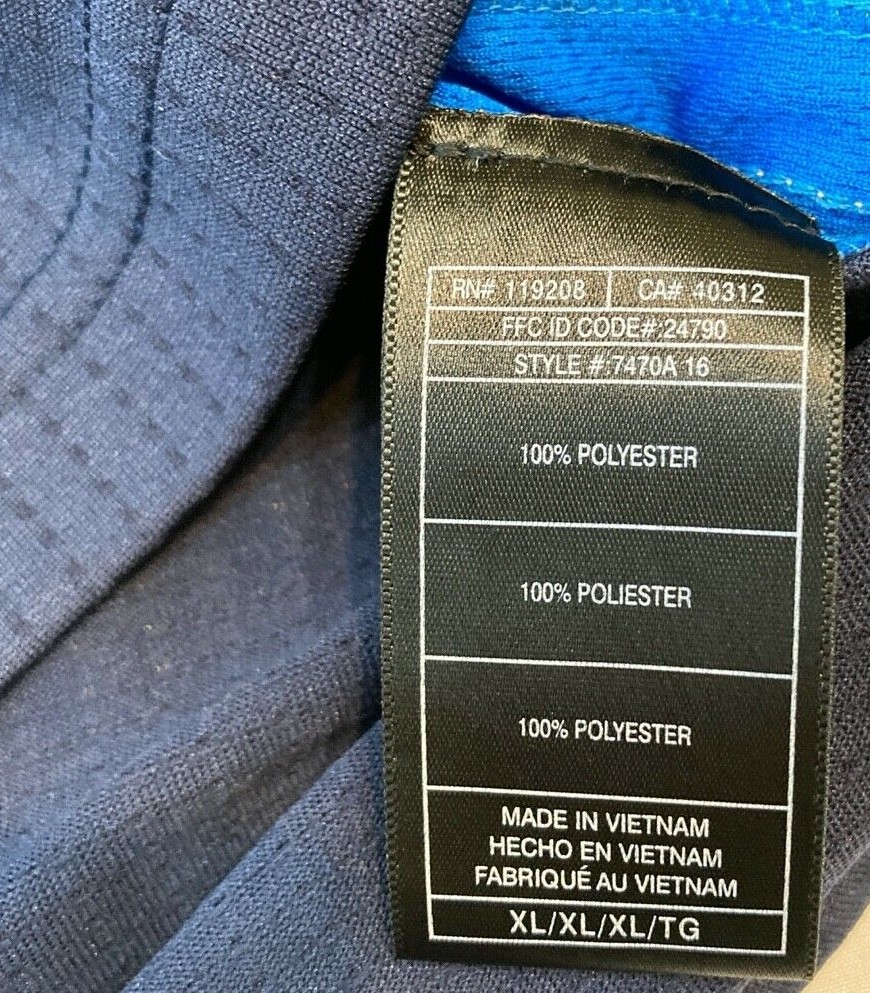 RN# 119208 CA# 40312
FFC ID CODE#:24790
STYLE #:7470A 16
100% POLYESTER
100% POLIESTER
100% POLYESTER
MADE IN VIETNAM
HECHO EN VIETNAM
FABRIQUÉ AU VIETNAM
XL/XL/XL/TG